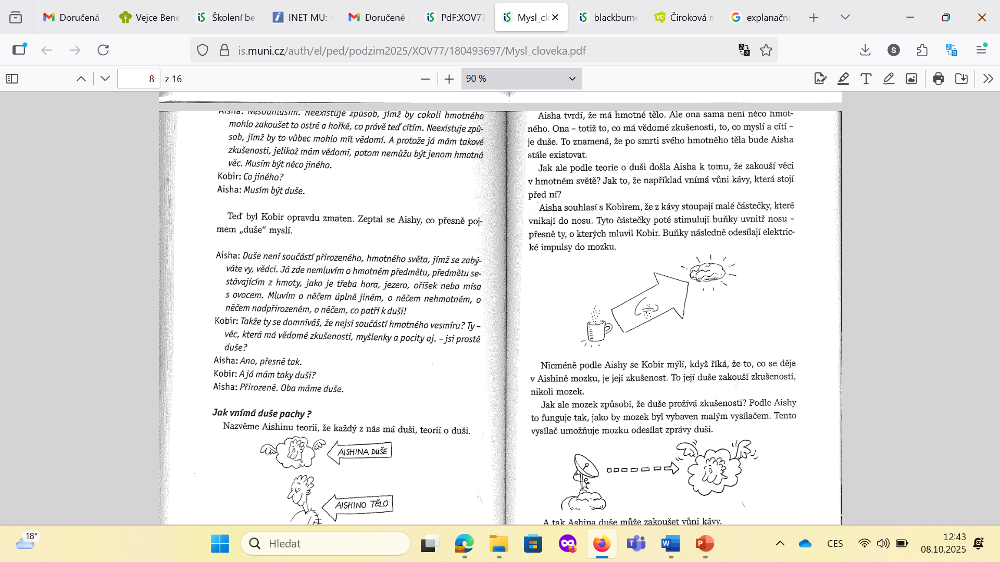 Doručená
Vejce Bene
Školení be
INET MU:
Doručené
PdF:XOV77
Mysl_cl
blackburne
Čiroková n
explanační
is.muni.cz/auth/el/ped/podzim2025/XOV77/180493697/Mysl_cloveka.pdf
S
8 z 16
90 %
Aisha: Nesouhlasím. Neexistuje způsob, jímž by cokoli hmotného
mohlo zakoušet to ostré a hořké, co právě teď cítím. Neexistuje způ-
sob, jímž by to vůbec mohlo mít vědomí. A protože já mám takové
zkušenosti, jelikož mám vědomí, potom nemůžu být jenom hmotná
věc. Musím být něco jiného.
Kobir: Co jiného?
Aisha: Musím být duše.
Teď byl Kobir opravdu zmaten. Zeptal se Aishy, co přesně poj-
mem „duše“ myslí.
Aisha: Duše není součástí přirozeného, hmotného světa, jímž se zabý-
váte vy, vědci. Já zde nemluvím o hmotném předmětu, předmětu se-
stávajícím z hmoty, jako je třeba hora, jezero, oříšek nebo mísa
s ovocem. Mluvím o něčem úplně jiném, o něčem nehmotném, o
něčem nadpřirozeném, o něčem, co patří k duši!
Kobir: Takže ty se domníváš, že nejsi součástí hmotného vesmíru? Ty –
věc, která má vědomé zkušenosti, myšlenky a pocity aj. – jsi prostě
duše?
Aisha: Ano, přesně tak.
Kobir: A já mám taky duši?
Aisha: Přirozeně. Oba máme duše.
Jak vnímá duše pachy ?
Nazvěme Aishinu teorii, že každý z nás má duši, teorií o duši.
AISHINA DUŠE
AISHINO TĚLO
Aisha tvrdí, že má hmotné tělo. Ale ona sama není něco hmot-
ného. Ona – totiž to, co má vědomé zkušenosti, to, co myslí a cítí –
je duše. To znamená, že po smrti svého hmotného těla bude Aisha
stále existovat.
Jak ale podle teorie o duši došla Aisha k tomu, že zakouší věci
v hmotném světě? Jak to, že například vnímá vůni kávy, která stojí
před ní?
Aisha souhlasí s Kobirem, že z kávy stoupají malé částečky, které
vnikají do nosu. Tyto částečky poté stimulují buňky uvnitř nosu –
přesně ty, o kterých mluvil Kobir. Buňky následně odesílají elektric-
ké impulsy do mozku.
Nicméně podle Aishy se Kobir mýlí, když říká, že to, co se děje
v Aishině mozku, je její zkušenost. To její duše zakouší zkušenosti,
nikoli mozek.
Jak ale mozek způsobí, že duše prožívá zkušenosti? Podle Aishy
to funguje tak, jako by mozek byl vybaven malým vysílačem. Tento
vysílač umožňuje mozku odesílat zprávy duši.
A tak Ashina duše může zakoušet vůni kávy.
18°
Hledat
CES
12:43
08.10.2025